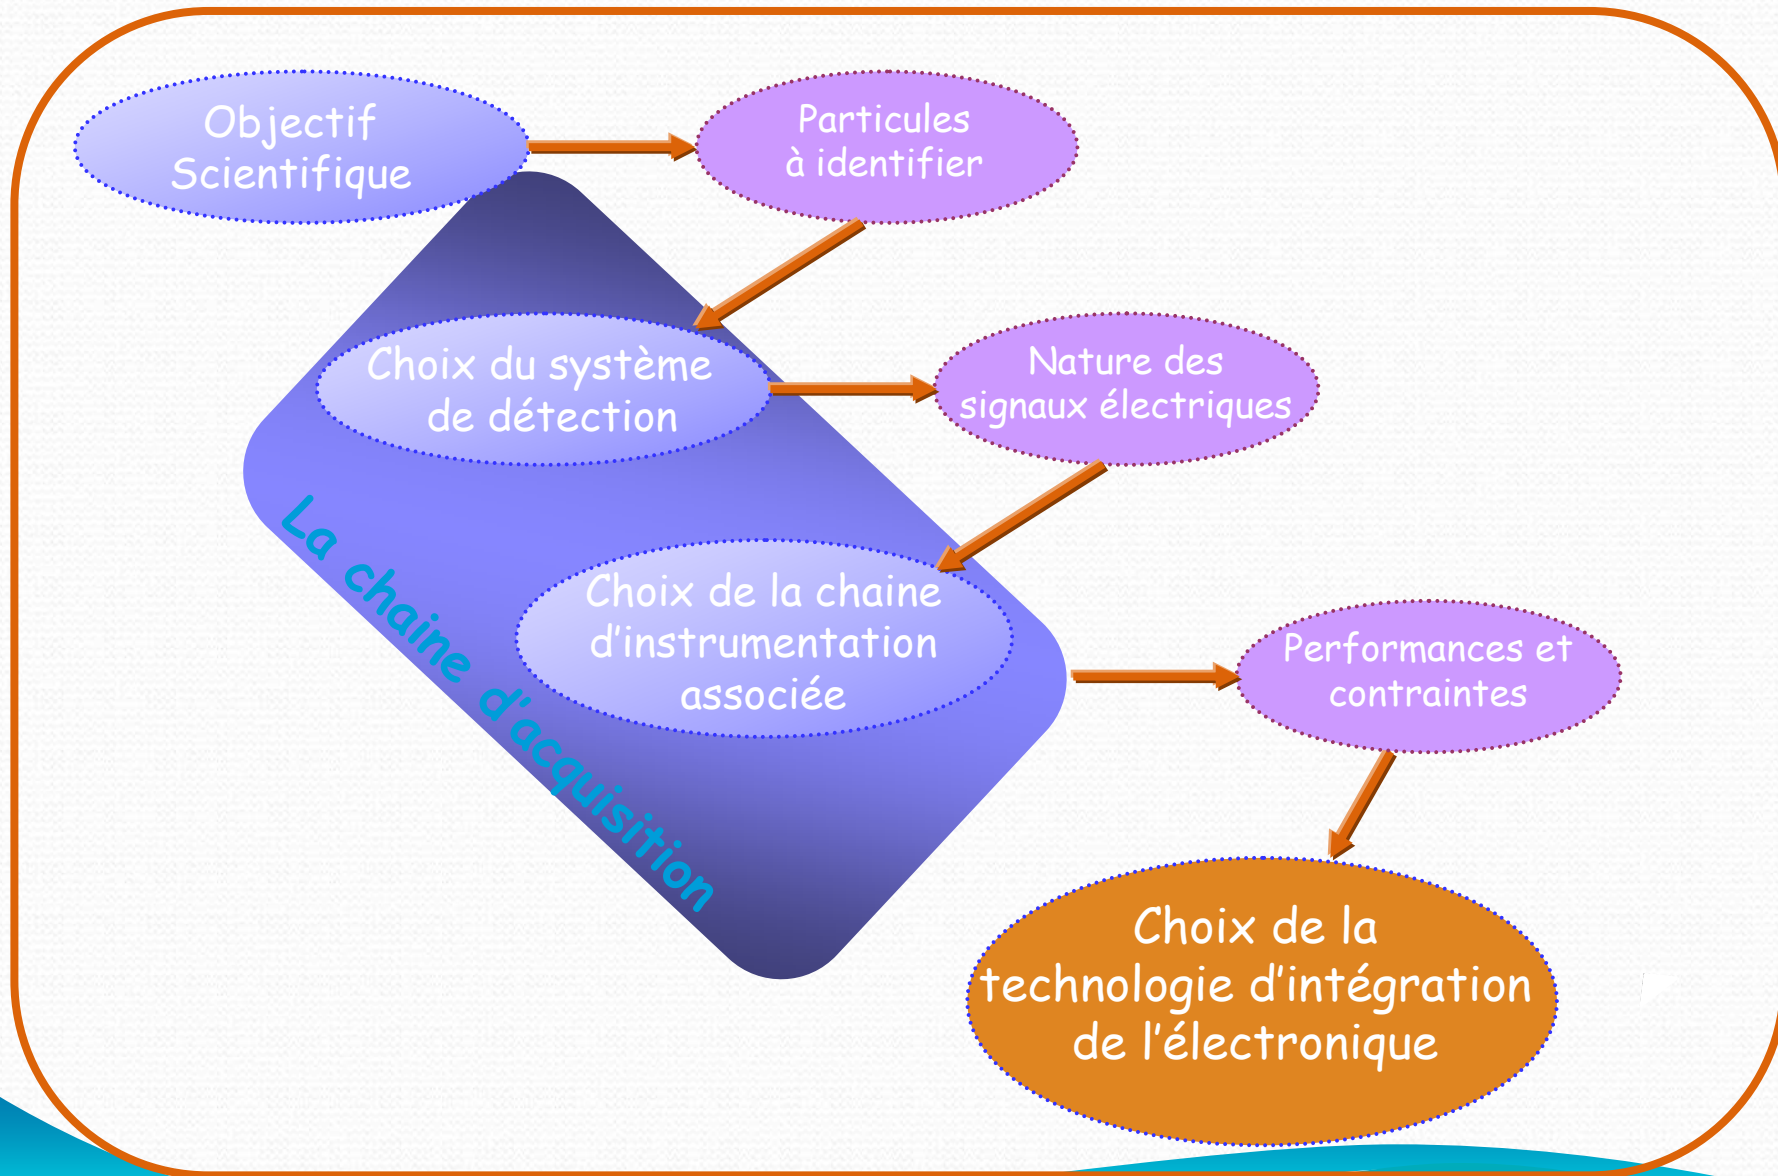 Objectif
Scientifique
Particules
à identifier
Choix du système
de détection
Nature des
signaux électriques
La chaine d'acquisition
Choix de la chaine
d'instrumentation
associée
Performances et
contraintes
Choix de la
technologie d'intégration
de l'électronique